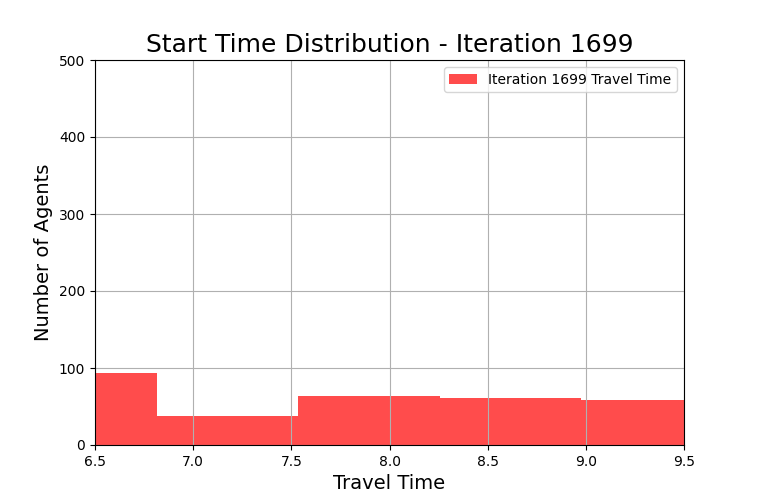 Start Time Distribution - Iteration 1699
Iteration 1699 Travel Time
Number of Agents
500
400
300
200
100
0
6.5 7.0 7.5 8.0 8.5 9.0 9.5
Travel Time